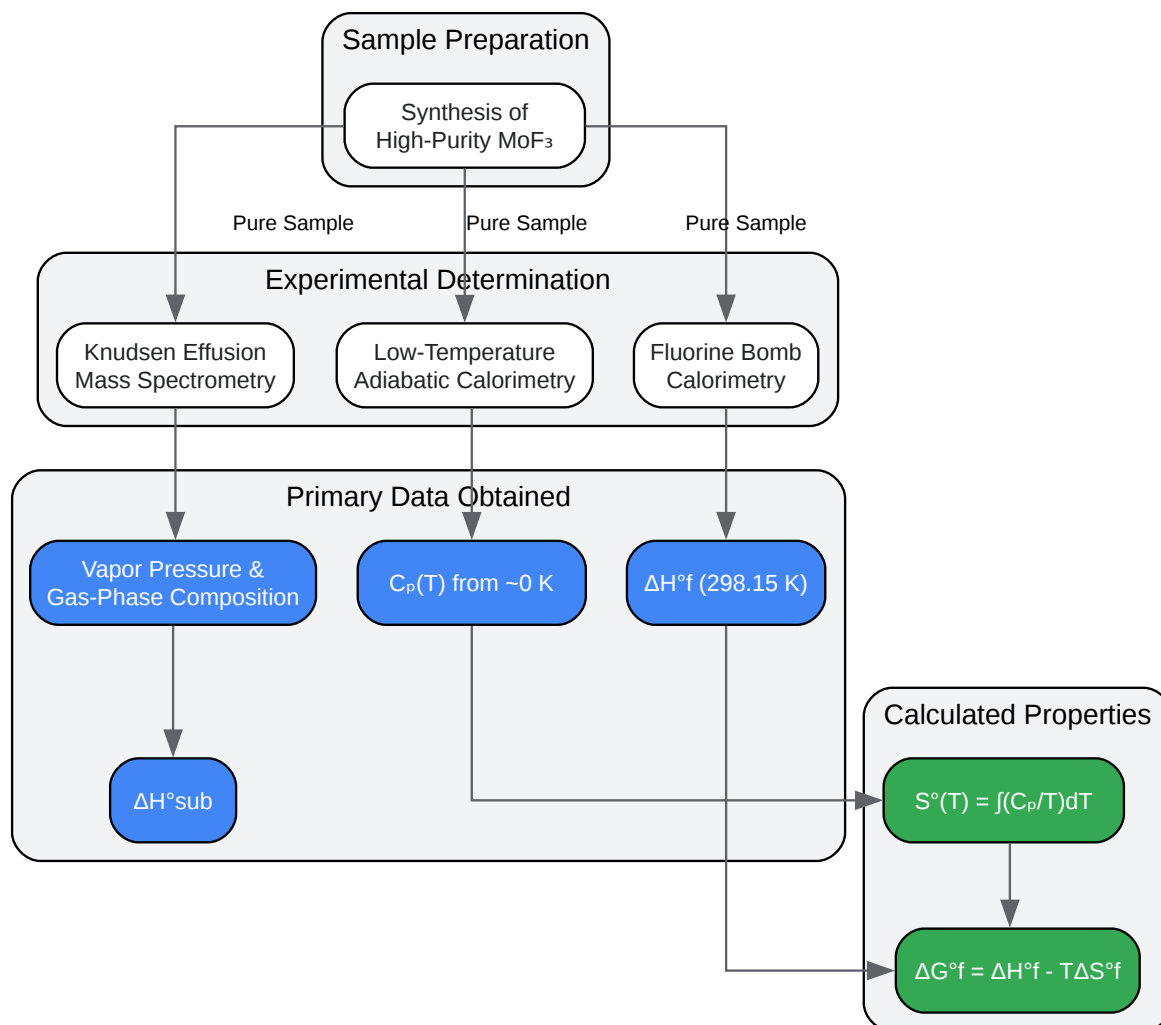 Sample Preparation
Synthesis of
High-Purity MoF₃
Pure Sample
Pure Sample
Pure Sample
Experimental Determination
Knudsen Effusion
Mass Spectrometry
Low-Temperature
Adiabatic Calorimetry
Fluorine Bomb
Calorimetry
Primary Data Obtained
Vapor Pressure &
Gas-Phase Composition
Cₚ(T) from ~0 K
ΔH°f (298.15 K)
ΔH°sub
Calculated Properties
S°(T) = ∫(Cₚ/T)dT
ΔG°f = ΔH°f - TΔS°f